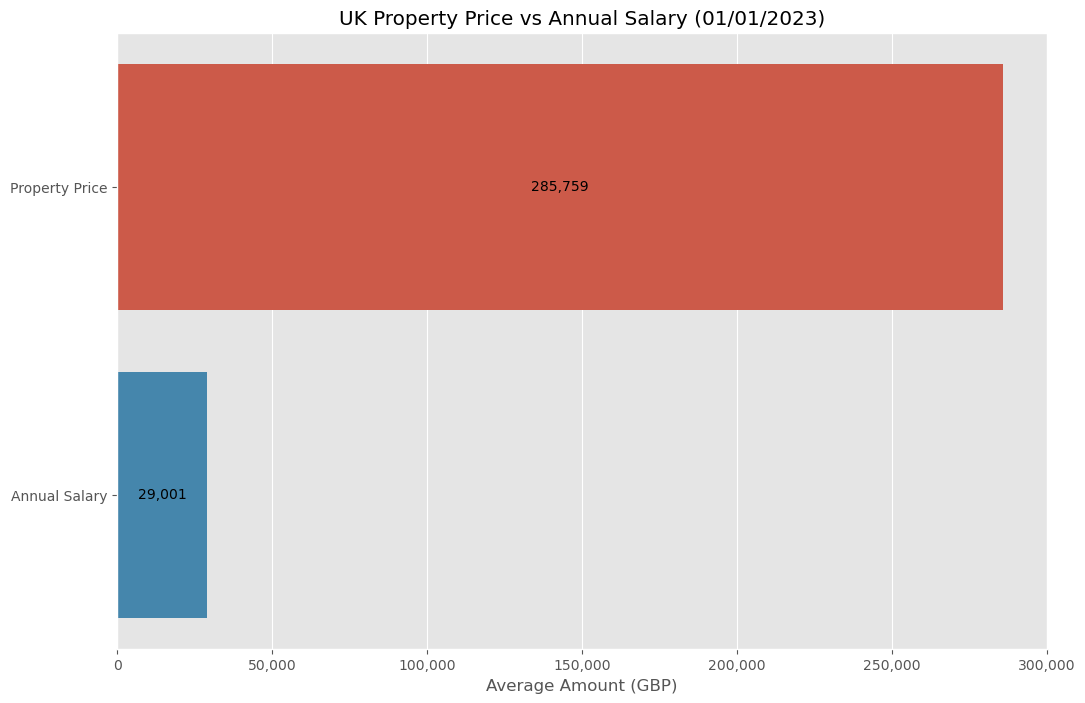 UK Property Price vs Annual Salary (01/01/2023)
Property Price
285,759
Annual Salary
29,001
0 50,000 100,000 150,000 200,000 250,000 300,000
Average Amount (GBP)